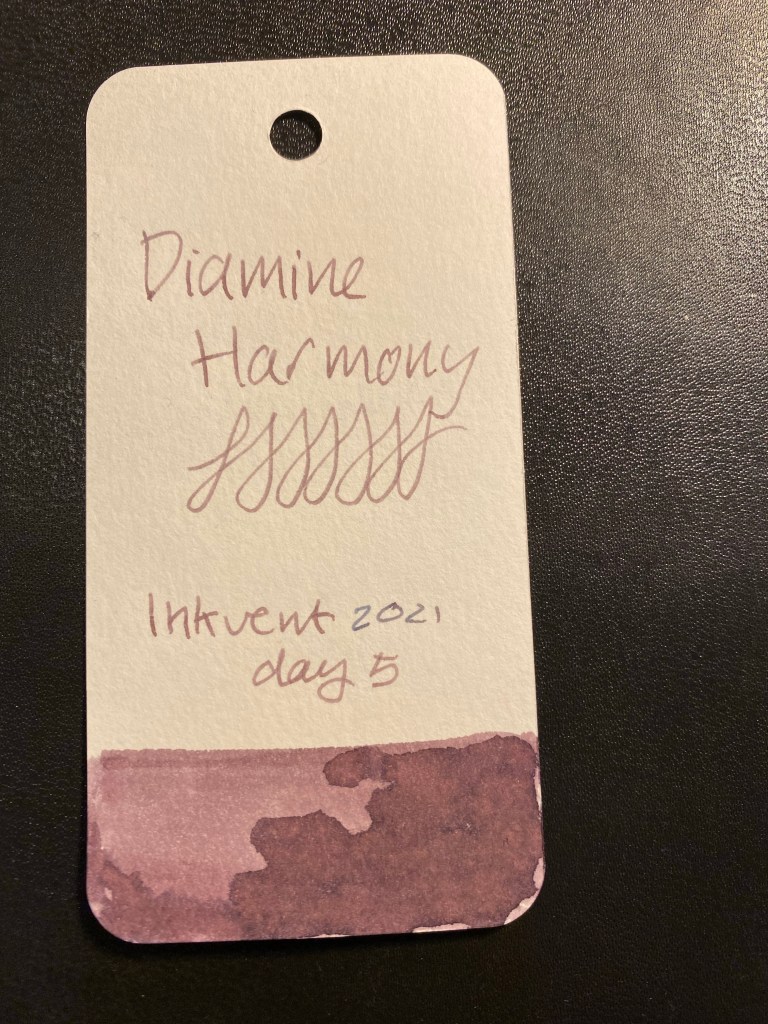 Diamine
Harmony
Inkvent 2021
day 5